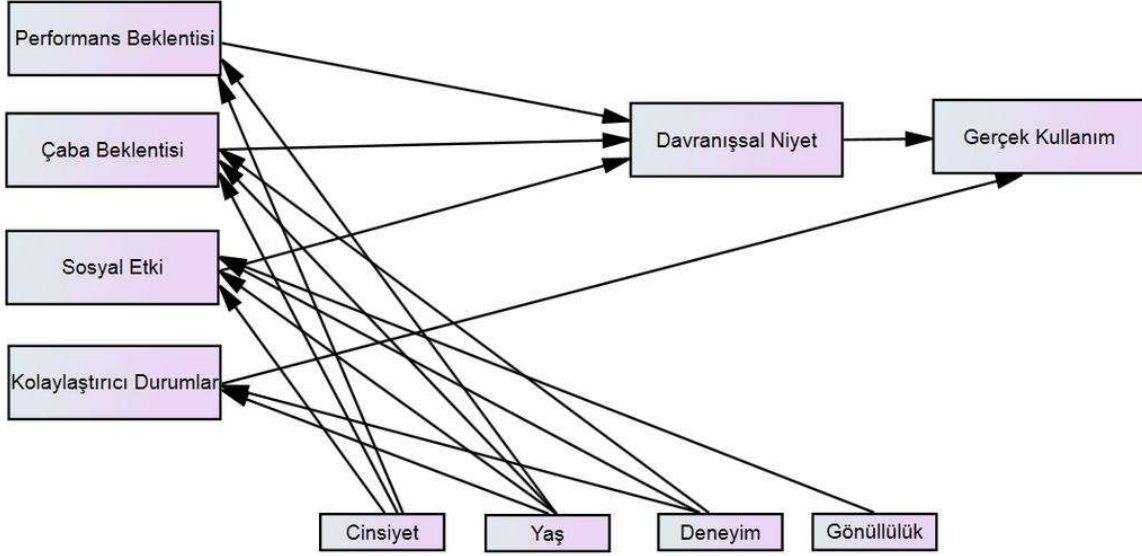 Performans Beklentisi
Çaba Beklentisi
Sosyal Etki
Kolaylaştırıcı Durumlar
Davranışsal Niyet
Gerçek Kullanım
Cinsiyet
Yaş
Deneyim
Gönüllülük